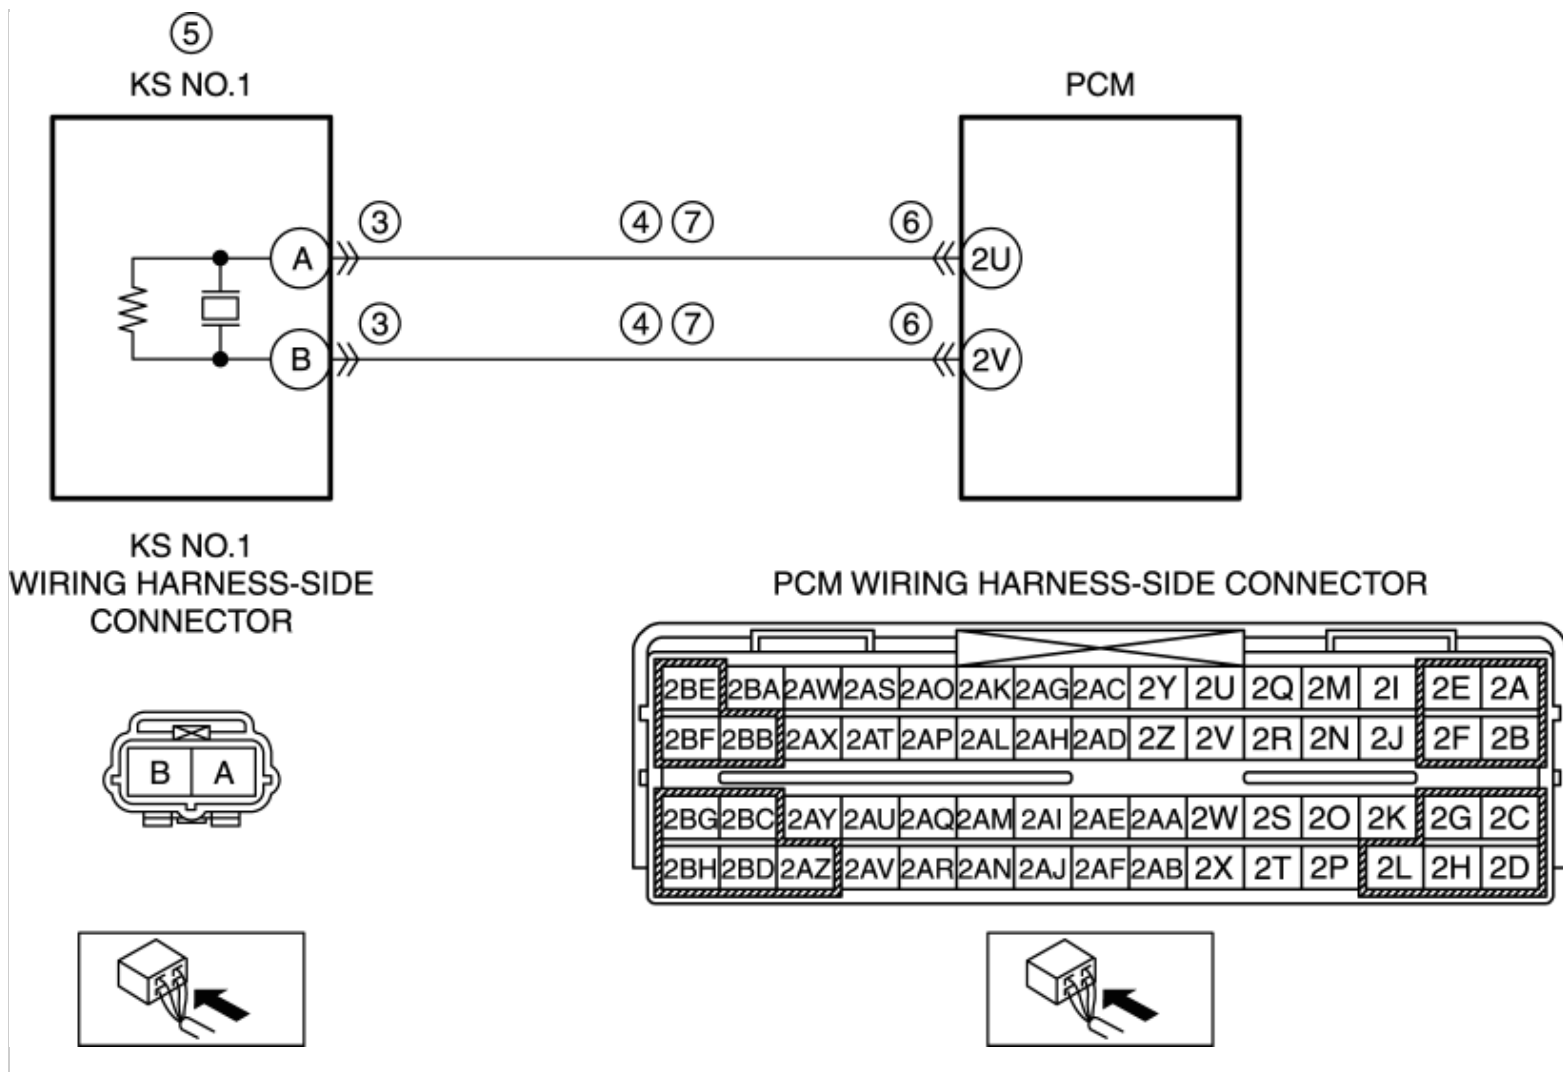 5
KS NO.1
PCM
3
4
7
6
A
2U
3
4
7
6
B
2V
KS NO.1
WIRING HARNESS-SIDE
CONNECTOR
PCM WIRING HARNESS-SIDE CONNECTOR
B A
2BE 2BA 2AW 2AS 2AO 2AK 2AG 2AC 2Y 2U 2Q 2M 2I 2E 2A
2BF 2BB 2AX 2AT 2AP 2AL 2AH 2AD 2Z 2V 2R 2N 2J 2F 2B
2BG 2BC 2AY 2AU 2AQ 2AM 2AI 2AE 2AA 2W 2S 2O 2K 2G 2C
2BH 2BD 2AZ 2AV 2AR 2AN 2AJ 2AF 2AB 2X 2T 2P 2L 2H 2D